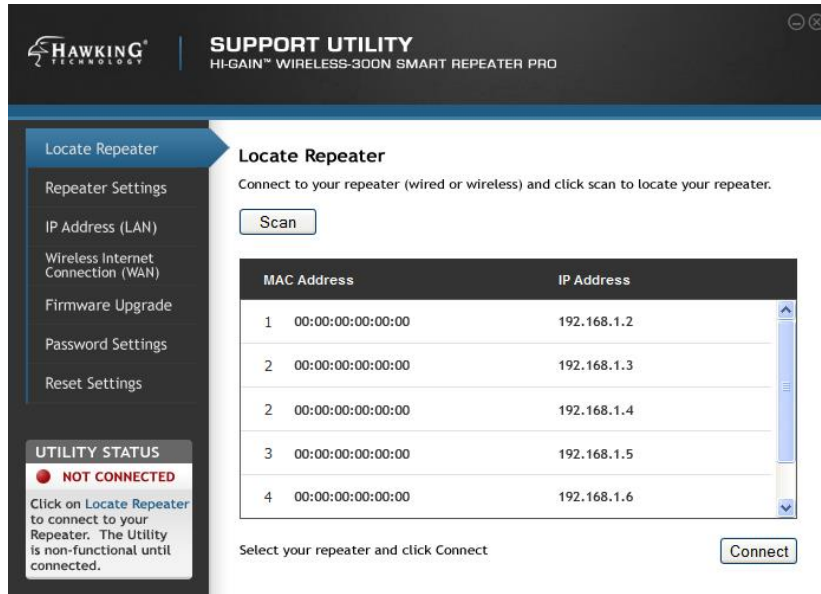 HAWKING
TECHNOLOGY
SUPPORT UTILITY
HI-GAIN™ WIRELESS-300N SMART REPEATER PRO
Locate Repeater
Repeater Settings
IP Address (LAN)
Wireless Internet
Connection (WAN)
Firmware Upgrade
Password Settings
Reset Settings
UTILITY STATUS
NOT CONNECTED
Click on Locate Repeater
to connect to your
Repeater. The Utility
is non-functional until
connected.
Locate Repeater
Connect to your repeater (wired or wireless) and click scan to locate your repeater.
Scan
MAC Address IP Address
1 00:00:00:00:00:00 192.168.1.2
2 00:00:00:00:00:00 192.168.1.3
2 00:00:00:00:00:00 192.168.1.4
3 00:00:00:00:00:00 192.168.1.5
4 00:00:00:00:00:00 192.168.1.6
Select your repeater and click Connect
Connect